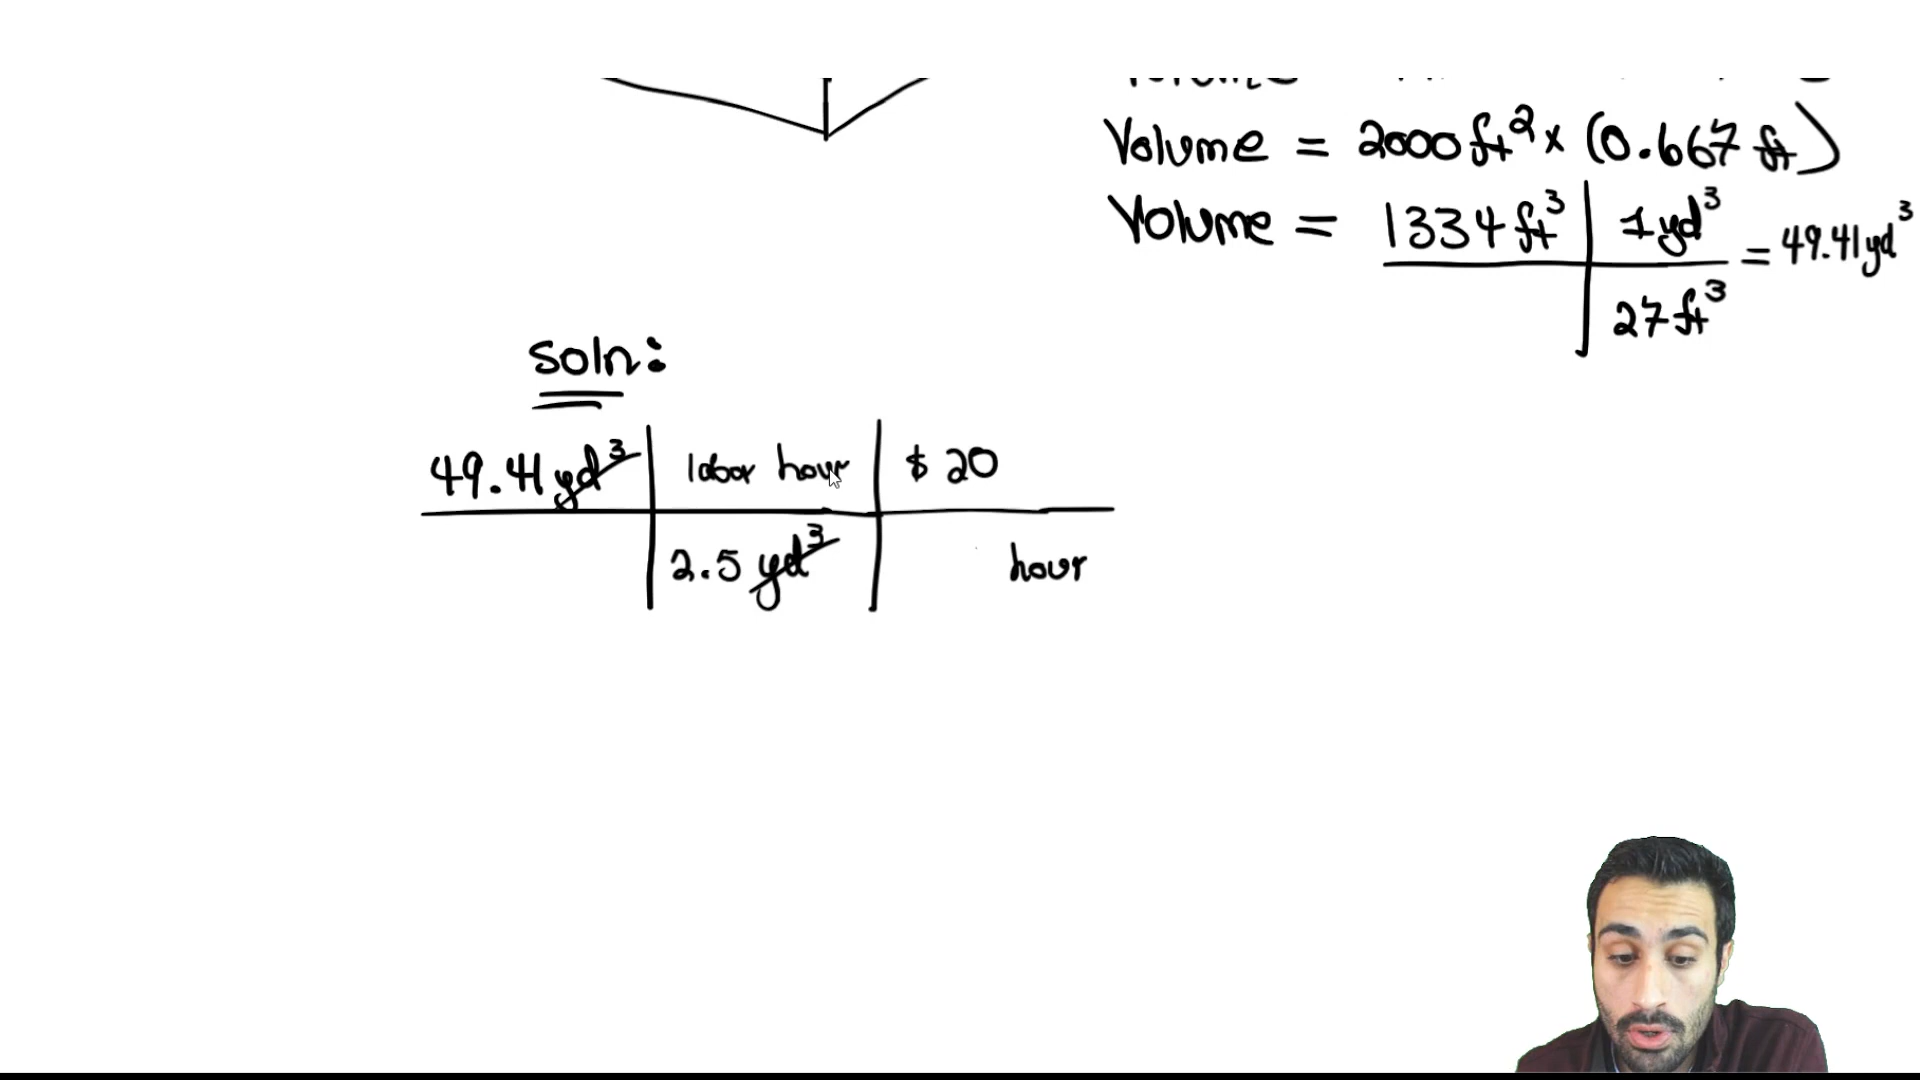 Volume = 2000 ft² x (0.667 ft)
Volume = 1334 ft³ | 1 yd³ = 49.41 yd³
27 ft³
Soln:
49.41 yd³ | labor hour | $ 20
2.5 yd³ | hour